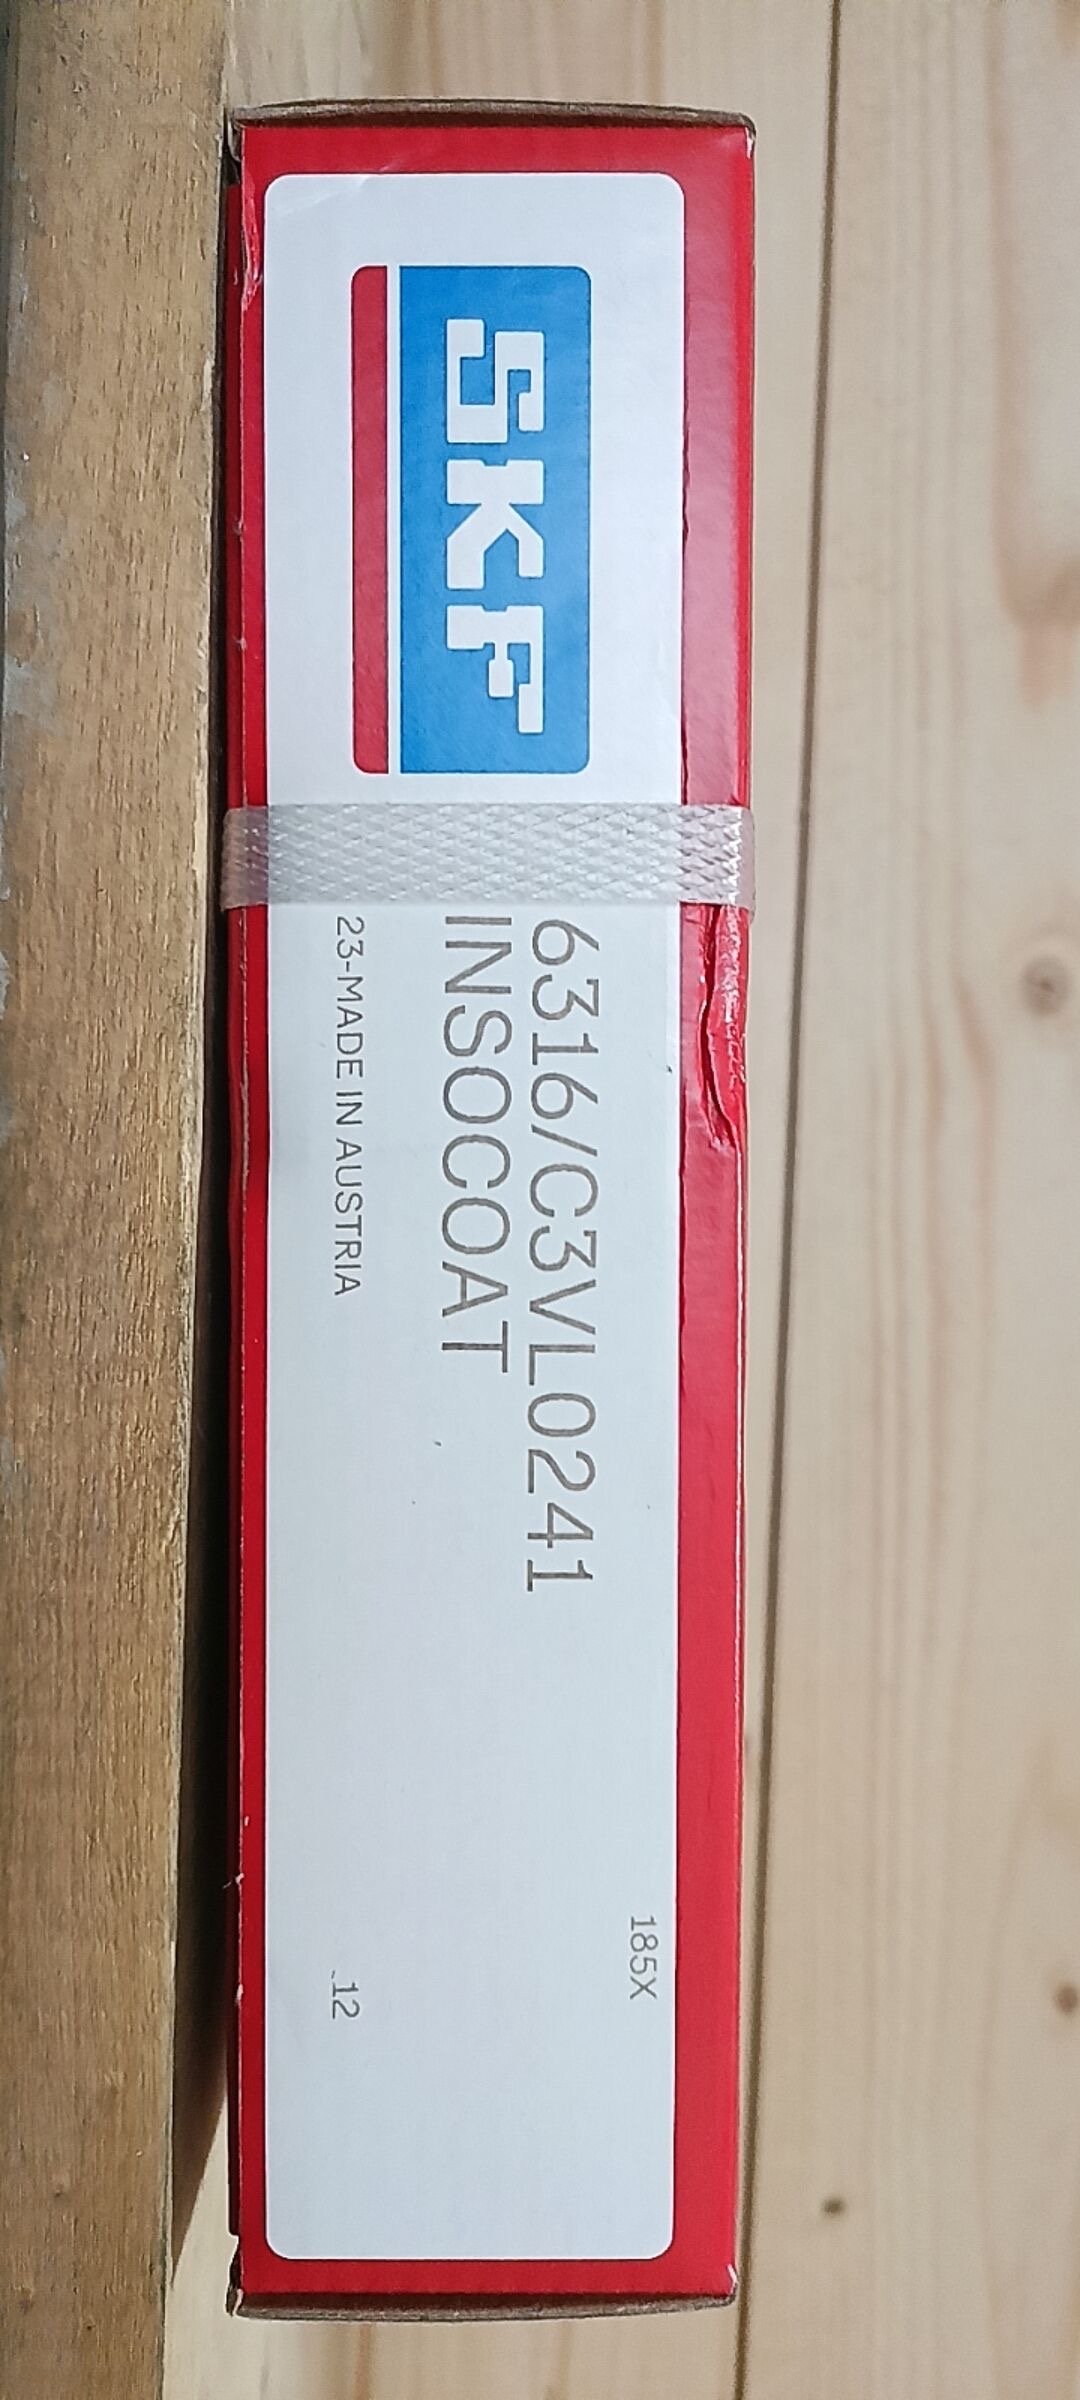 SKF
185X
6316/C3VL0241
INSOCOAT
23-MADE IN AUSTRIA
12